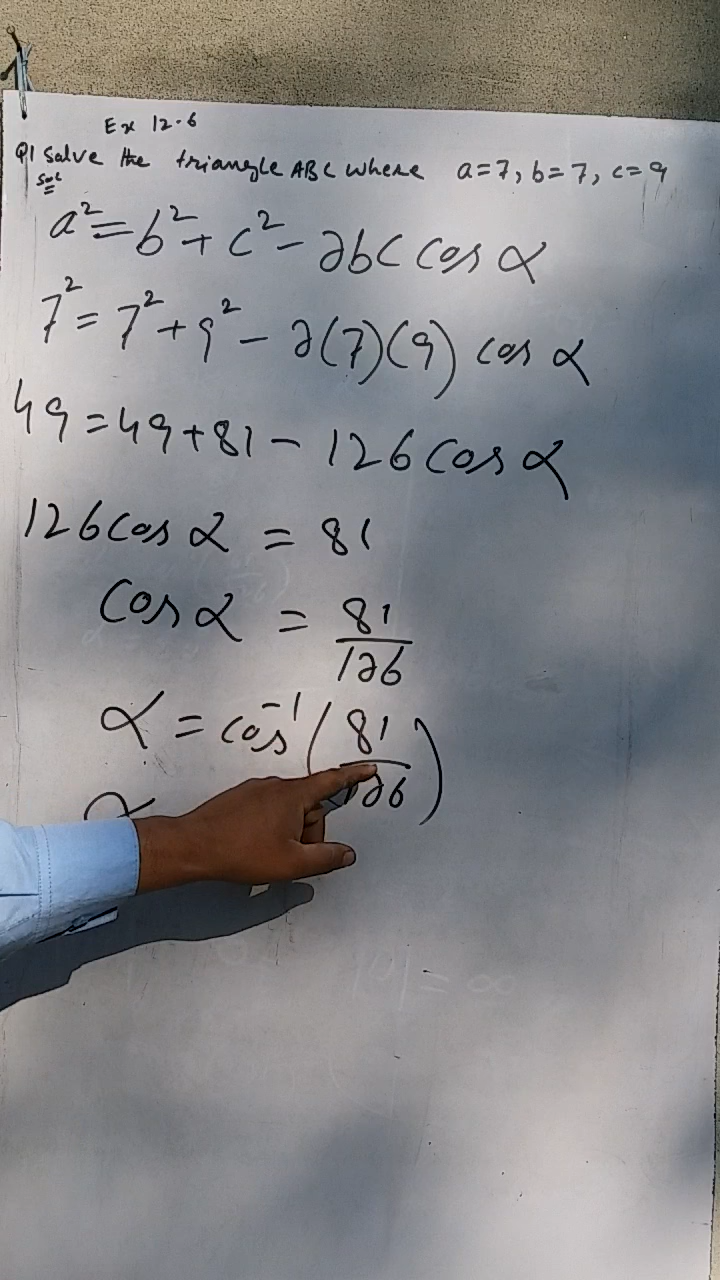 Ex 12.6
Q1 Solve the triangle ABC where a=7, b=7, c=9
Sol
a²=b²+c²-2bc cos α
7²=7²+9²-2(7)(9) cos α
49=49+81-126 cos α
126 cos α = 81
cos α = 81/126
α = cos⁻¹(81/126)
α